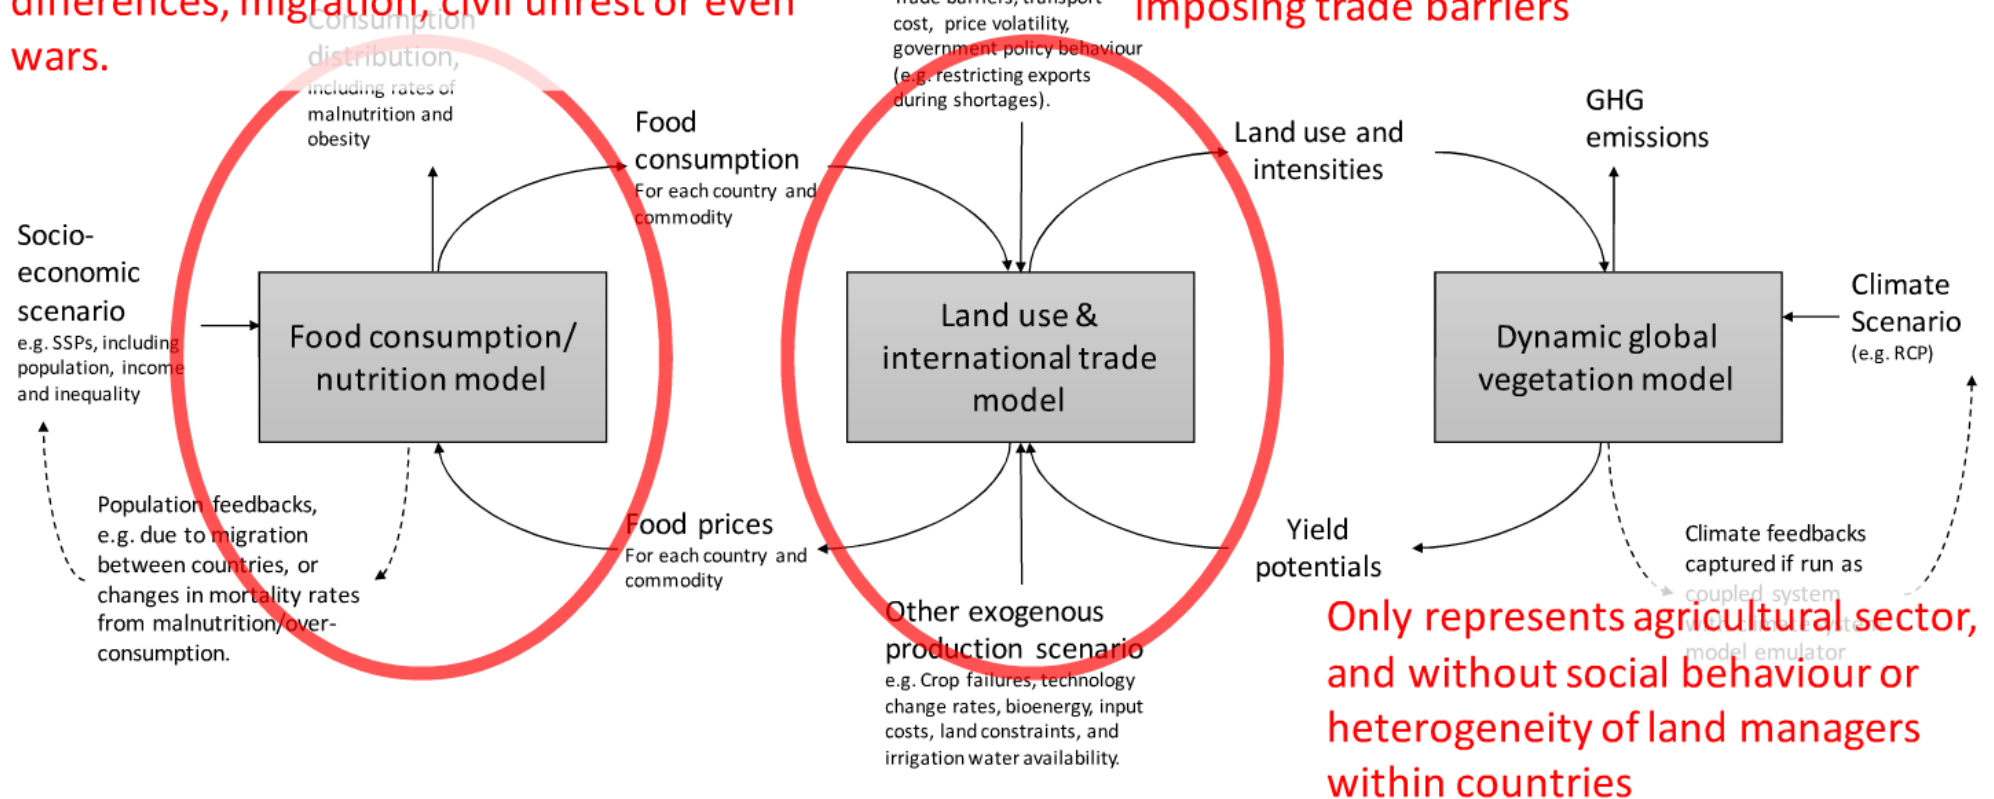 differences, migration, civil unrest or even
wars.
imposing trade barriers
Consumption
distribution,
including rates of
malnutrition and
obesity
Trade barriers, transport
cost, price volatility,
government policy behaviour
(e.g. restricting exports
during shortages).
Food
consumption
For each country and
commodity
Land use and
intensities
GHG
emissions
Socio-
economic
scenario
e.g. SSPs, including
population, income
and inequality
Food consumption/
nutrition model
Land use &
international trade
model
Dynamic global
vegetation model
Climate
Scenario
(e.g. RCP)
Population feedbacks,
e.g. due to migration
between countries, or
changes in mortality rates
from malnutrition/over-
consumption.
Food prices
For each country and
commodity
Other exogenous
production scenario
e.g. Crop failures, technology
change rates, bioenergy, input
costs, land constraints, and
irrigation water availability.
Yield
potentials
Climate feedbacks
captured if run as
coupled system
with climate system
model emulator
Only represents agricultural sector,
and without social behaviour or
heterogeneity of land managers
within countries